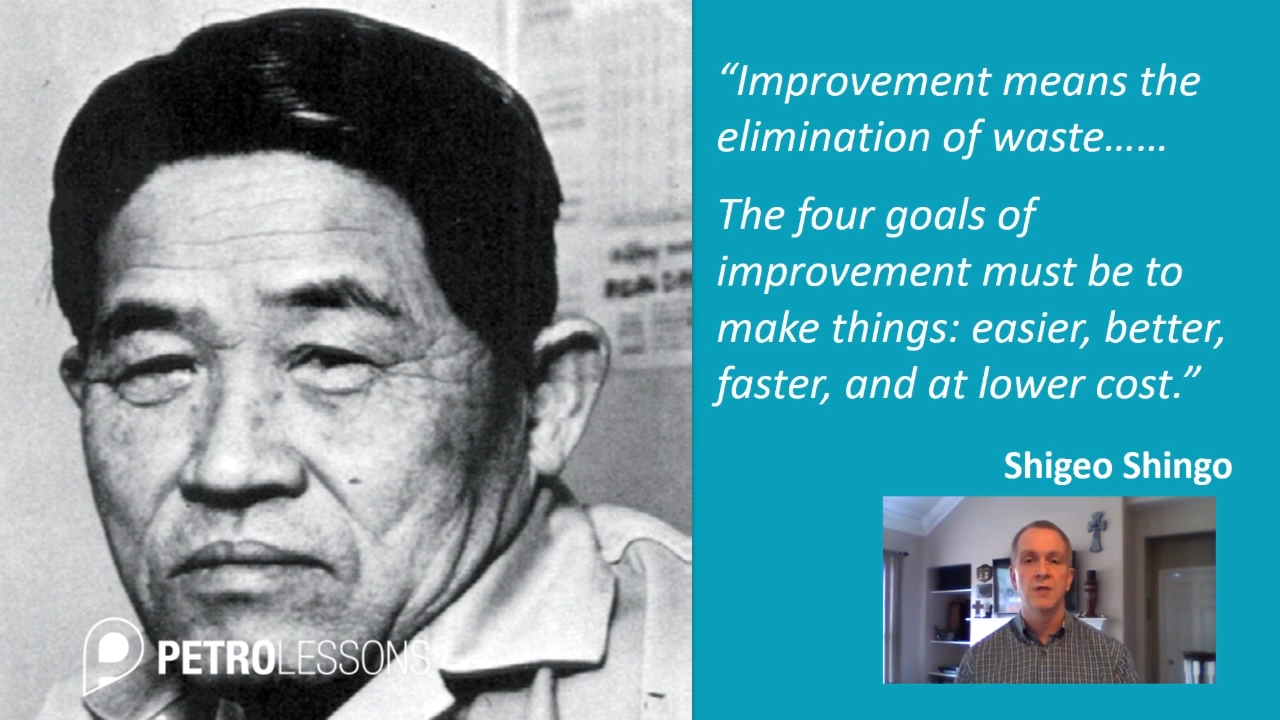 “Improvement means the
elimination of waste……
The four goals of
improvement must be to
make things: easier, better,
faster, and at lower cost.”
Shigeo Shingo
PETROLESSONS